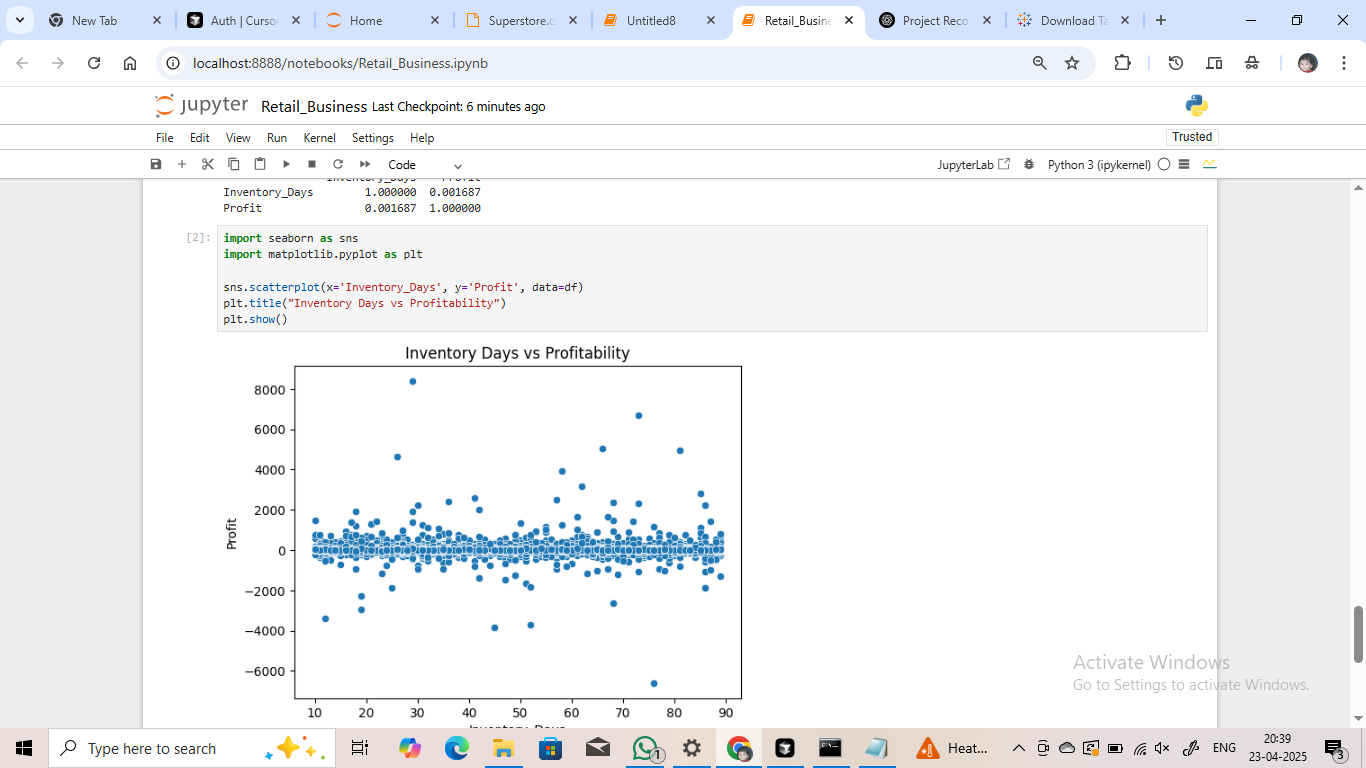 New Tab
Auth | Curso
Home
Superstore.c
Untitled8
Retail_Busine
Project Reco
Download Ta
localhost:8888/notebooks/Retail_Business.ipynb
jupyter Retail_Business Last Checkpoint: 6 minutes ago
File Edit View Run Kernel Settings Help
Trusted
Code
JupyterLab
Python 3 (ipykernel)
Inventory_Days 1.000000 0.001687
Profit 0.001687 1.000000
[2]:
import seaborn as sns
import matplotlib.pyplot as plt
sns.scatterplot(x='Inventory_Days', y='Profit', data=df)
plt.title("Inventory Days vs Profitability")
plt.show()
Inventory Days vs Profitability
8000
6000
4000
2000
0
−2000
−4000
−6000
Profit
10 20 30 40 50 60 70 80 90
Activate Windows
Go to Settings to activate Windows.
Type here to search
1
Heat...
ENG
20:39
23-04-2025
3